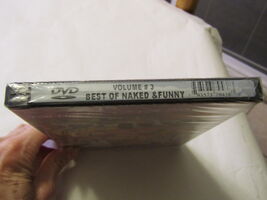 DVD
VOLUME # 3
BEST OF NAKED & FUNNY